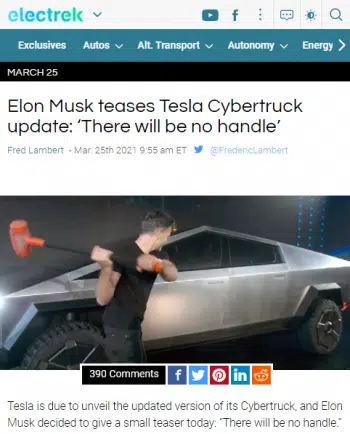 electrek
Exclusives Autos Alt. Transport Autonomy Energy
MARCH 25
Elon Musk teases Tesla Cybertruck
update: ‘There will be no handle’
Fred Lambert - Mar. 25th 2021 9:55 am ET @FredericLambert
390 Comments
Tesla is due to unveil the updated version of its Cybertruck, and Elon
Musk decided to give a small teaser today: “There will be no handle.”